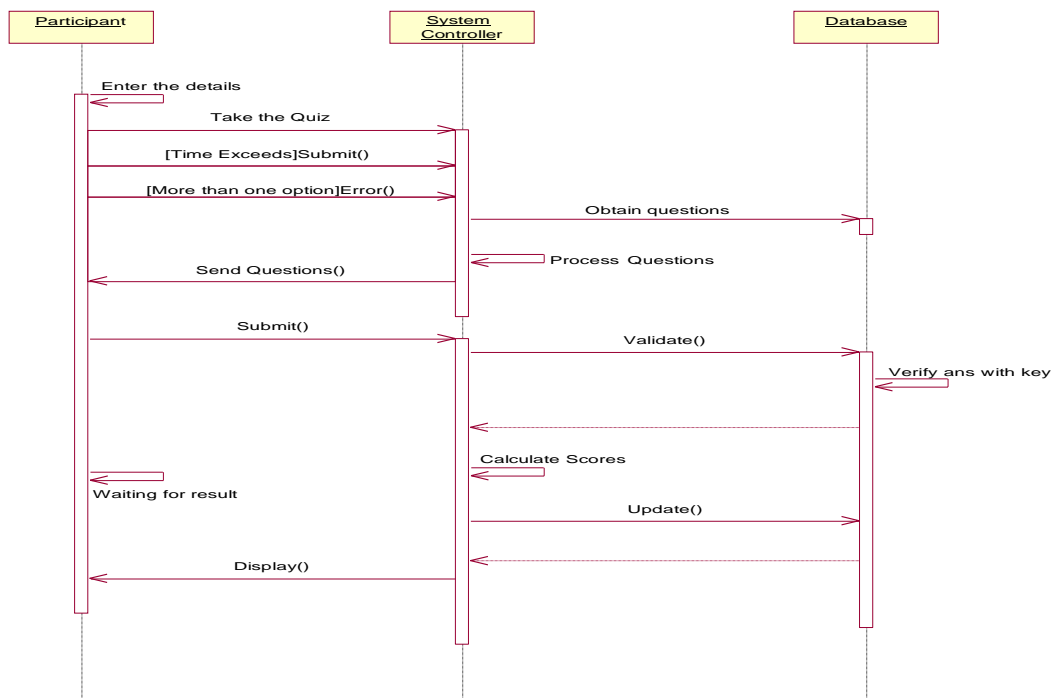 Participant
System
Controller
Database
Enter the details
Take the Quiz
[Time Exceeds]Submit()
[More than one option]Error()
Obtain questions
Process Questions
Send Questions()
Submit()
Validate()
Verify ans with key
Calculate Scores
Waiting for result
Update()
Display()